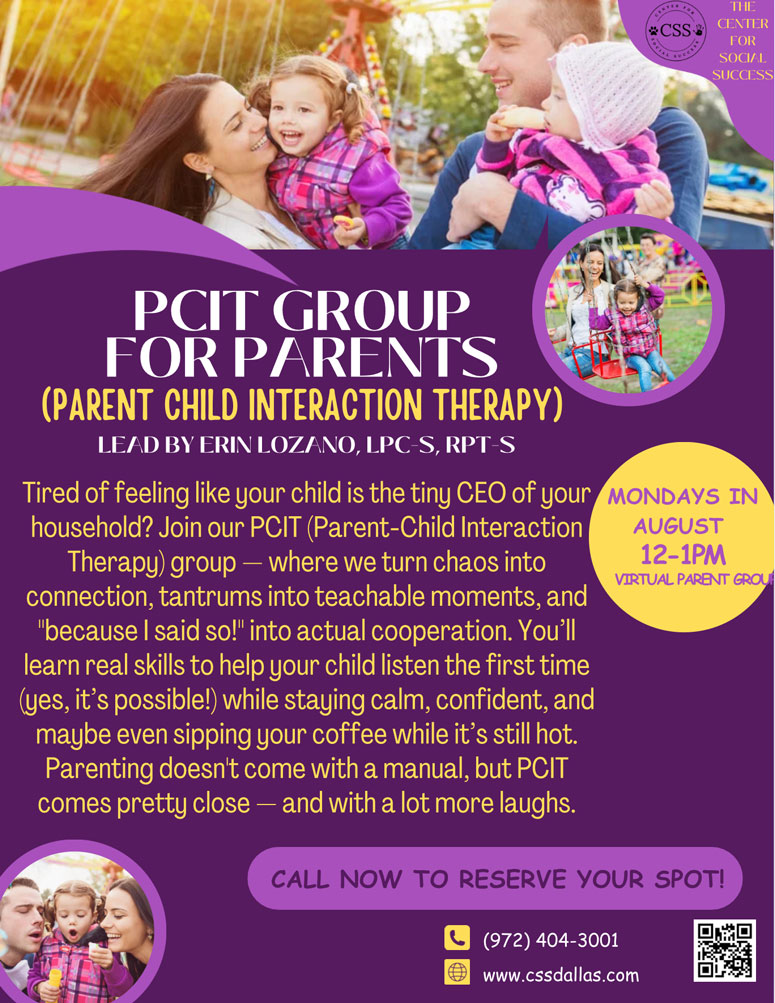 CENTER FOR
CSS
SOCIAL SUCCESS
THE
CENTER
FOR
SOCIAL
SUCCESS
PCIT GROUP
FOR PARENTS
(PARENT CHILD INTERACTION THERAPY)
LEAD BY ERIN LOZANO, LPC-S, RPT-S
Tired of feeling like your child is the tiny CEO of your
household? Join our PCIT (Parent-Child Interaction
Therapy) group — where we turn chaos into
connection, tantrums into teachable moments, and
"because I said so!" into actual cooperation. You’ll
learn real skills to help your child listen the first time
(yes, it’s possible!) while staying calm, confident, and
maybe even sipping your coffee while it’s still hot.
Parenting doesn't come with a manual, but PCIT
comes pretty close — and with a lot more laughs.
MONDAYS IN
AUGUST
12-1PM
VIRTUAL PARENT GROUP
CALL NOW TO RESERVE YOUR SPOT!
(972) 404-3001
www.cssdallas.com